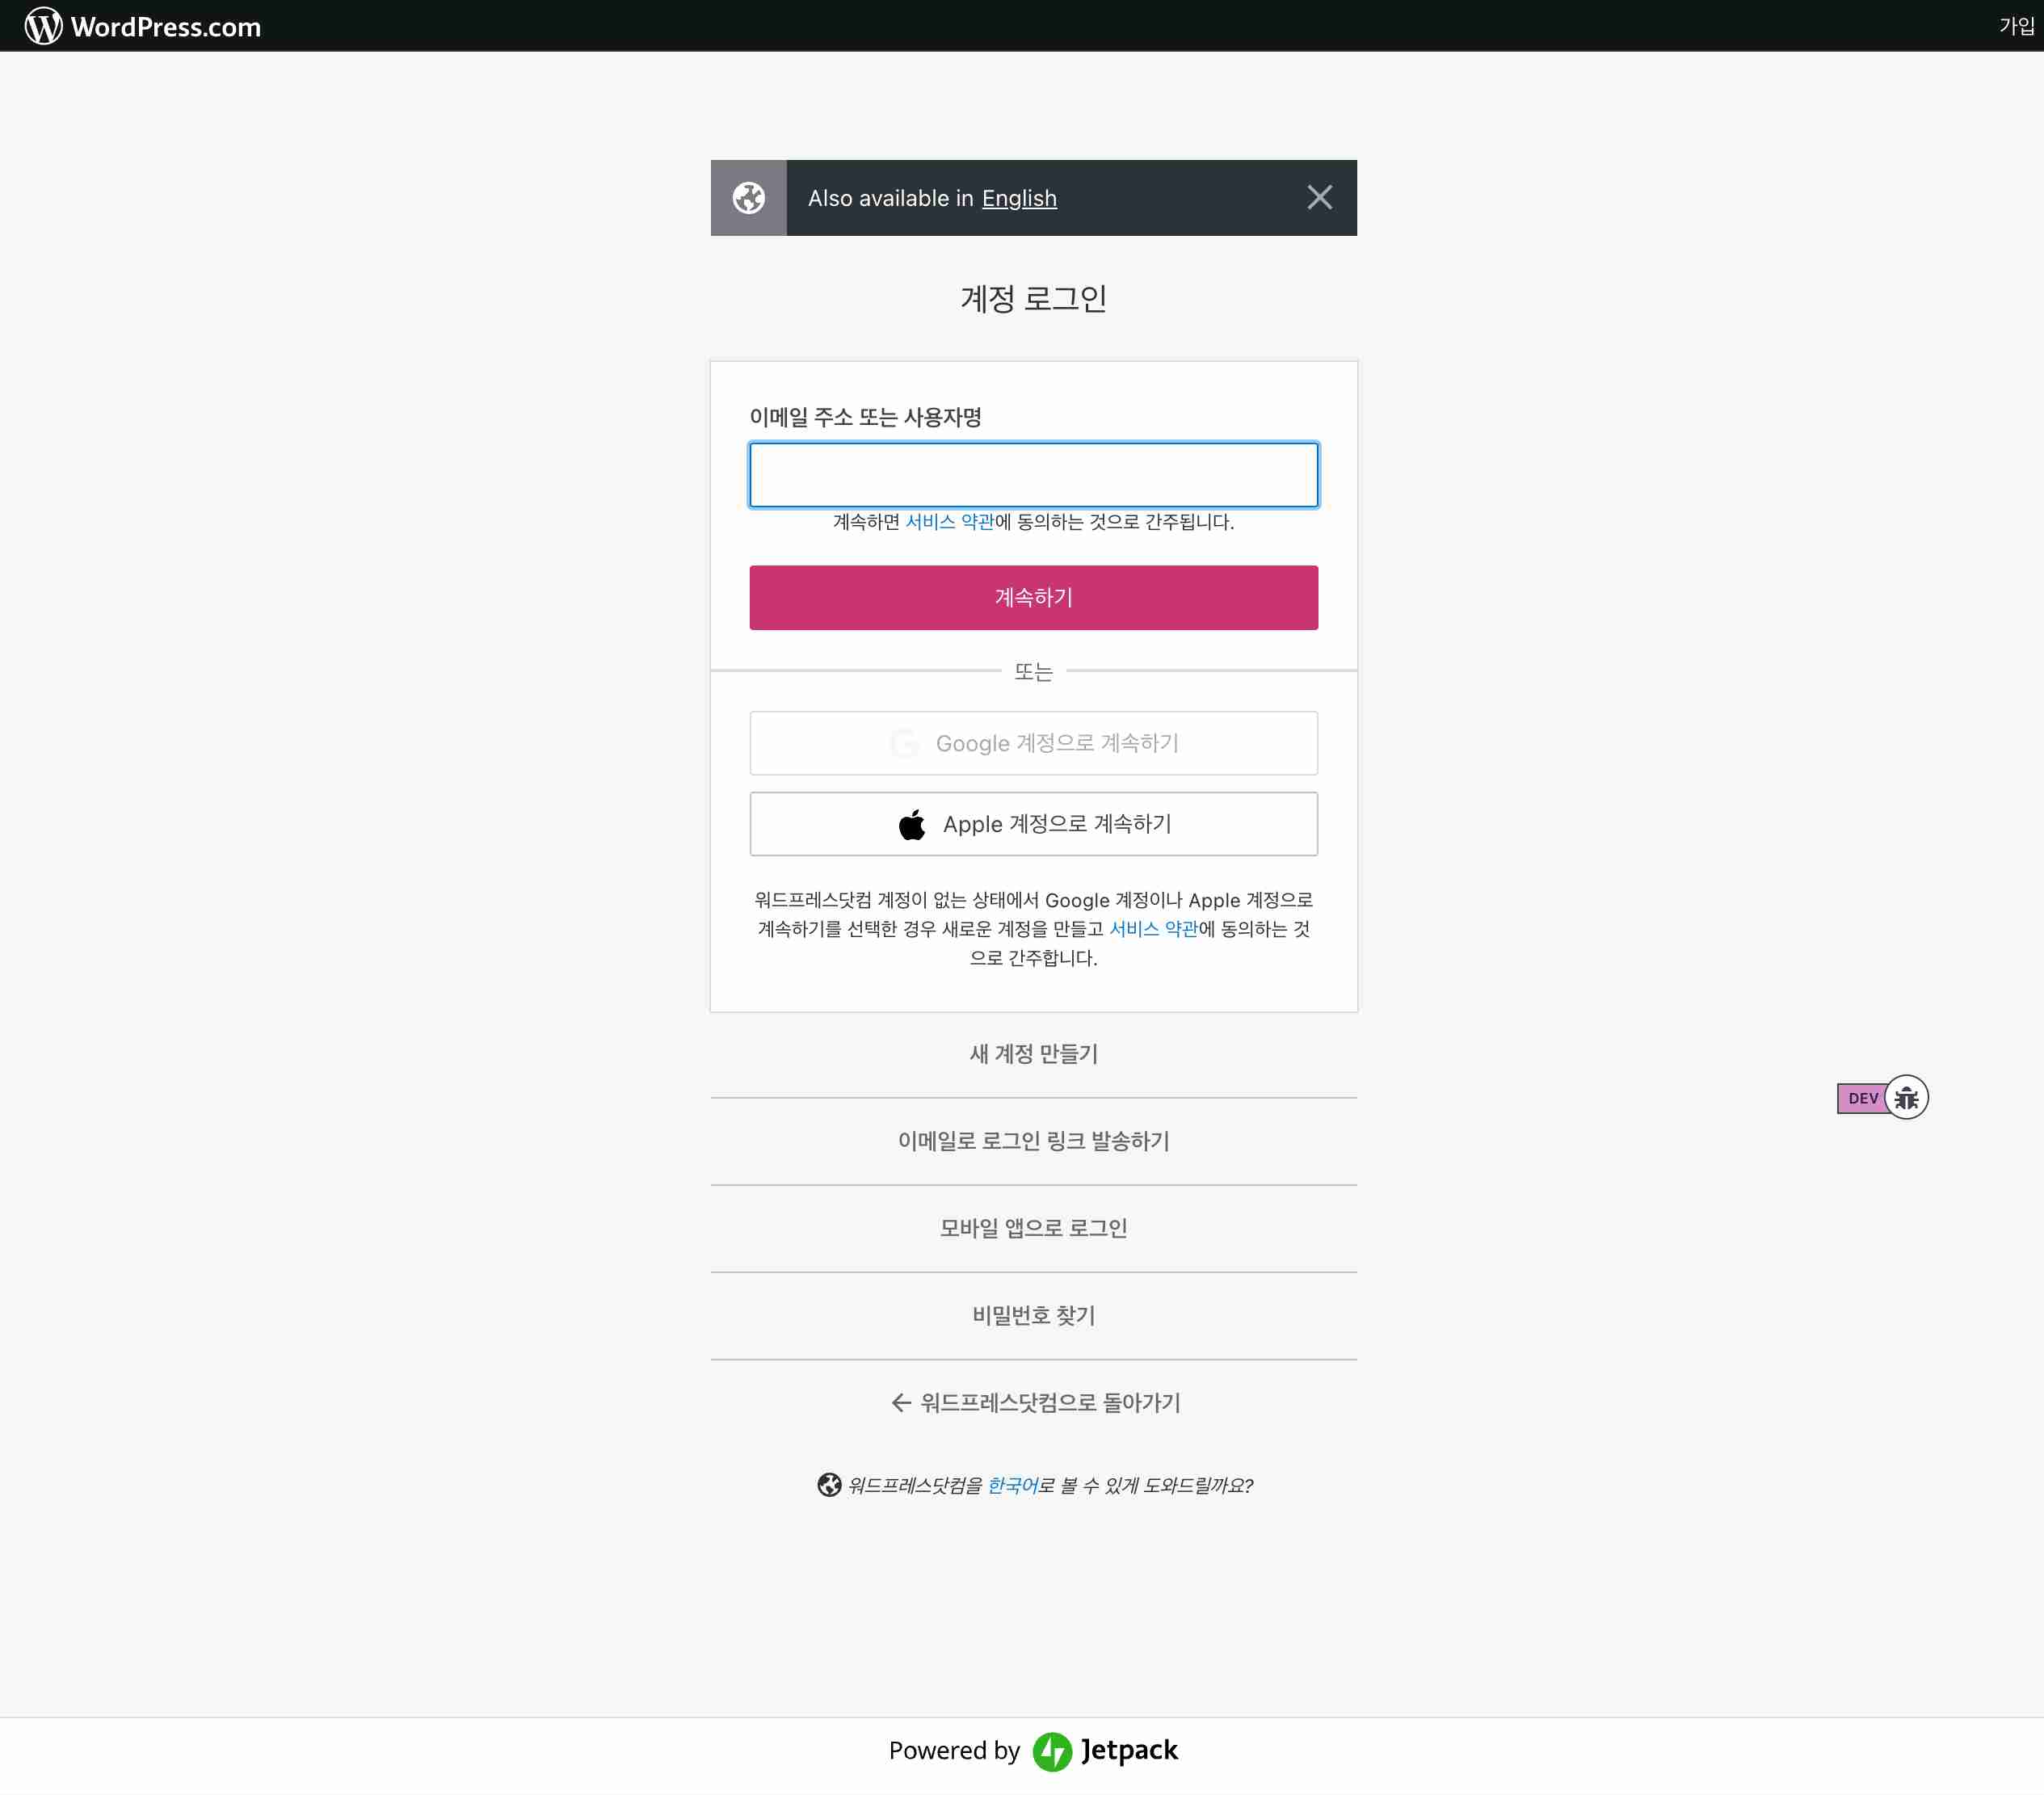 WordPress.com
가입
Also available in English
계정 로그인
이메일 주소 또는 사용자명
계속하면 서비스 약관에 동의하는 것으로 간주됩니다.
계속하기
또는
Google 계정으로 계속하기
Apple 계정으로 계속하기
워드프레스닷컴 계정이 없는 상태에서 Google 계정이나 Apple 계정으로
계속하기를 선택한 경우 새로운 계정을 만들고 서비스 약관에 동의하는 것
으로 간주합니다.
새 계정 만들기
DEV
이메일로 로그인 링크 발송하기
모바일 앱으로 로그인
비밀번호 찾기
← 워드프레스닷컴으로 돌아가기
워드프레스닷컴을 한국어로 볼 수 있게 도와드릴까요?
Powered by Jetpack